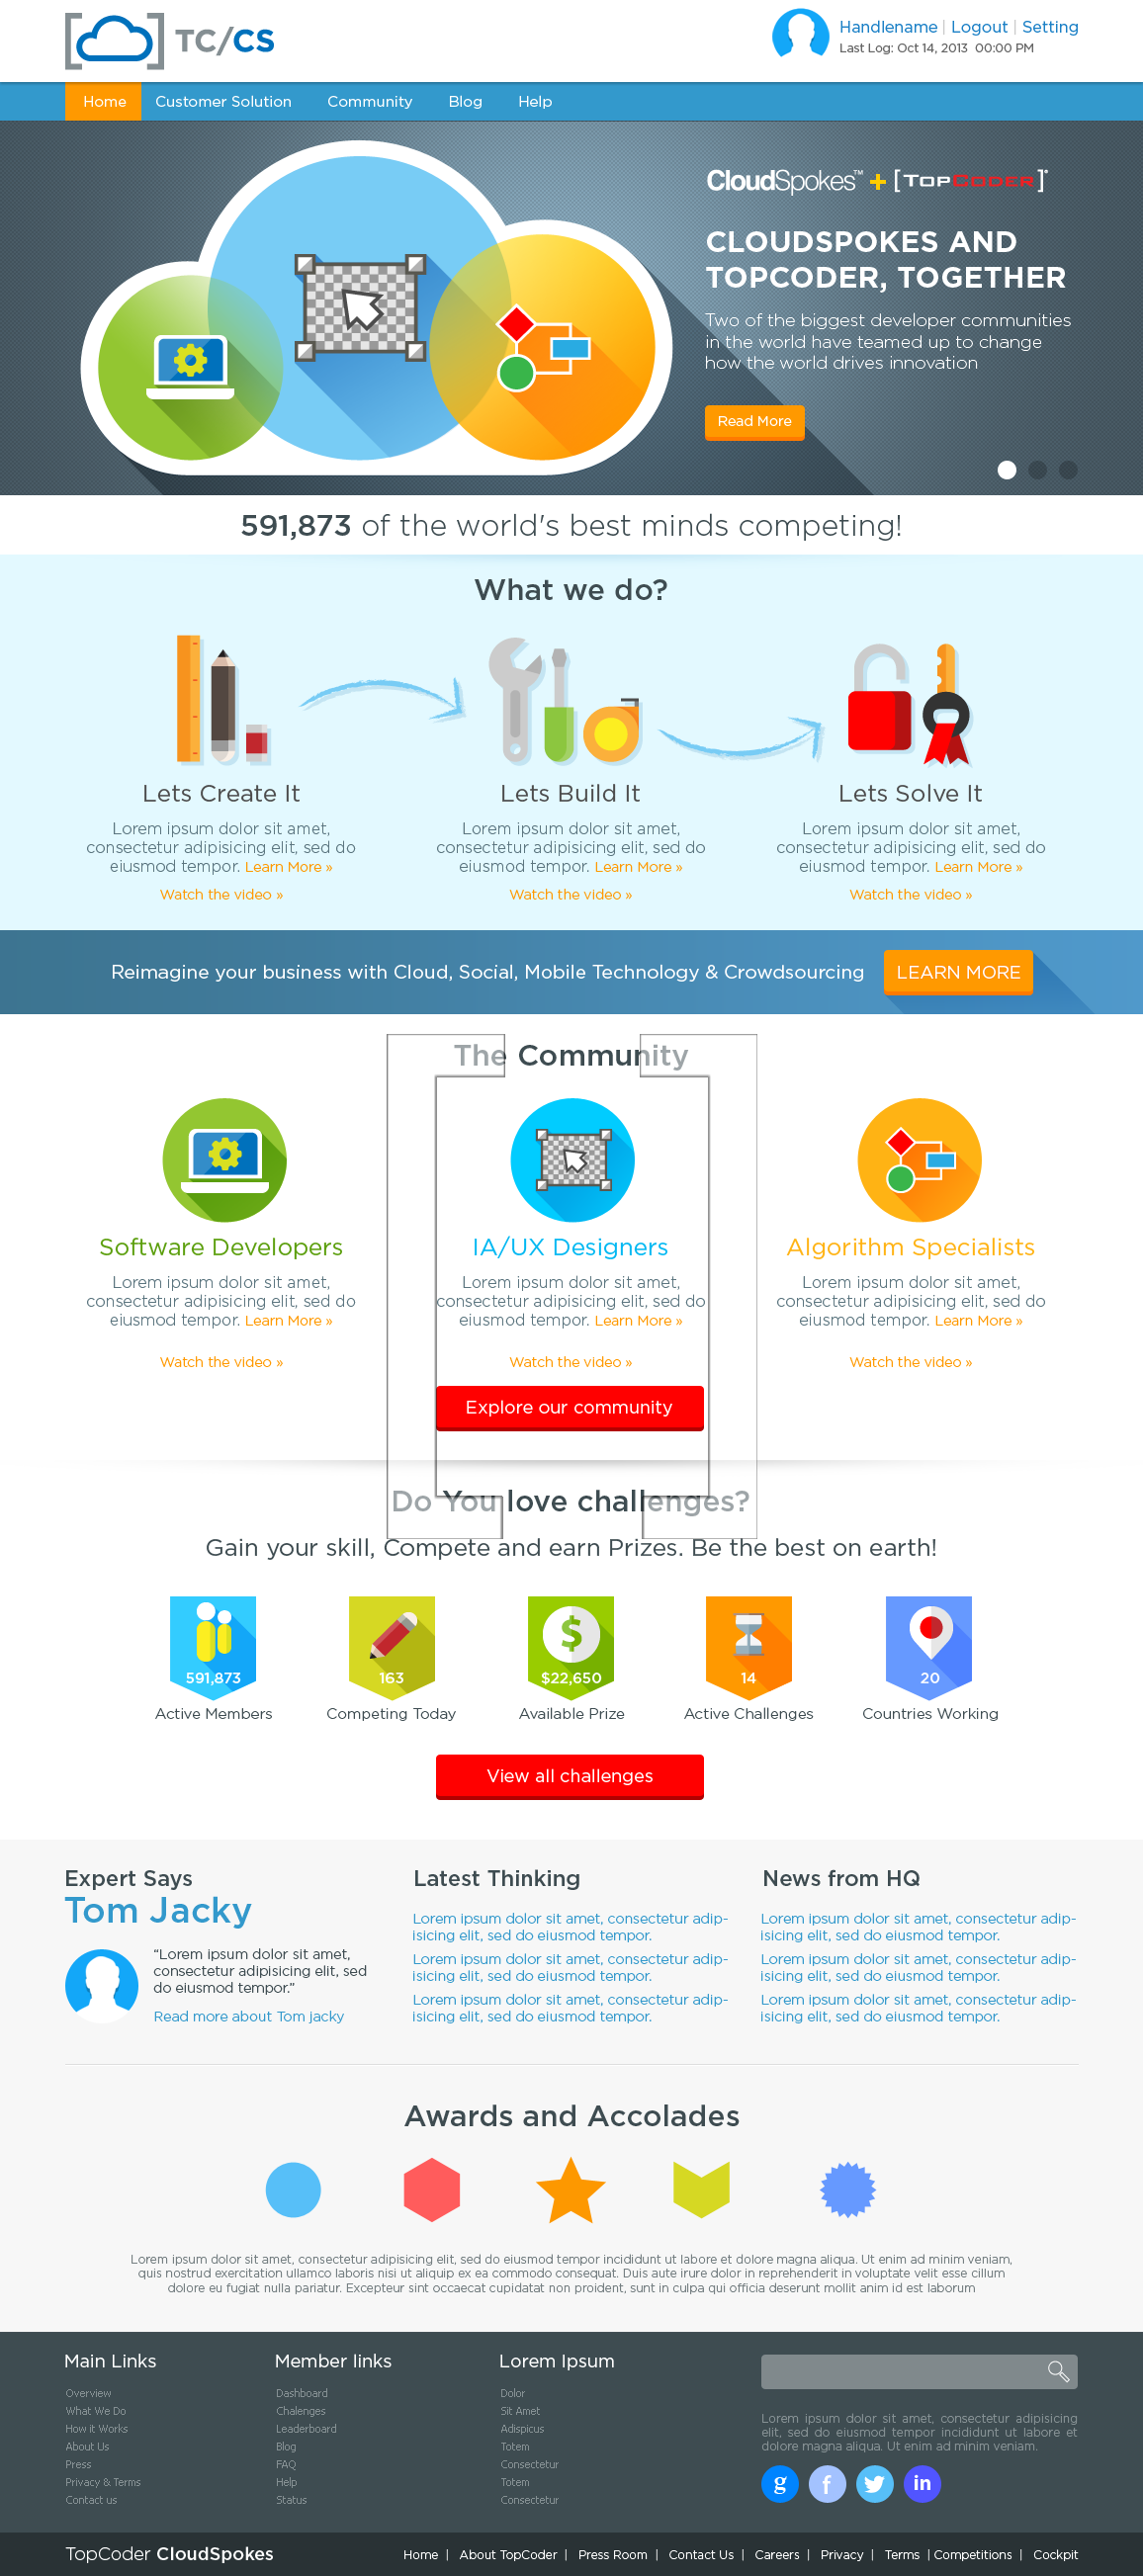 TC/CS
Handlename | Logout | Setting
Last Log: Oct 14, 2013 00:00 PM
Home Customer Solution Community Blog Help
CloudSpokes™ + [TOPCODER]®
CLOUDSPOKES AND
TOPCODER, TOGETHER
Two of the biggest developer communities
in the world have teamed up to change
how the world drives innovation
Read More
591,873 of the world's best minds competing!
What we do?
Lets Create It
Lorem ipsum dolor sit amet,
consectetur adipisicing elit, sed do
eiusmod tempor. Learn More »
Watch the video »
Lets Build It
Lorem ipsum dolor sit amet,
consectetur adipisicing elit, sed do
eiusmod tempor. Learn More »
Watch the video »
Lets Solve It
Lorem ipsum dolor sit amet,
consectetur adipisicing elit, sed do
eiusmod tempor. Learn More »
Watch the video »
Reimagine your business with Cloud, Social, Mobile Technology & Crowdsourcing
LEARN MORE
The Community
Software Developers
Lorem ipsum dolor sit amet,
consectetur adipisicing elit, sed do
eiusmod tempor. Learn More »
Watch the video »
IA/UX Designers
Lorem ipsum dolor sit amet,
consectetur adipisicing elit, sed do
eiusmod tempor. Learn More »
Watch the video »
Algorithm Specialists
Lorem ipsum dolor sit amet,
consectetur adipisicing elit, sed do
eiusmod tempor. Learn More »
Watch the video »
Explore our community
Do You love challenges?
Gain your skill, Compete and earn Prizes. Be the best on earth!
591,873
Active Members
163
Competing Today
$
$22,650
Available Prize
14
Active Challenges
20
Countries Working
View all challenges
Expert Says
Tom Jacky
“Lorem ipsum dolor sit amet,
consectetur adipisicing elit, sed
do eiusmod tempor.”
Read more about Tom jacky
Latest Thinking
Lorem ipsum dolor sit amet, consectetur adip-
isicing elit, sed do eiusmod tempor.
Lorem ipsum dolor sit amet, consectetur adip-
isicing elit, sed do eiusmod tempor.
Lorem ipsum dolor sit amet, consectetur adip-
isicing elit, sed do eiusmod tempor.
News from HQ
Lorem ipsum dolor sit amet, consectetur adip-
isicing elit, sed do eiusmod tempor.
Lorem ipsum dolor sit amet, consectetur adip-
isicing elit, sed do eiusmod tempor.
Lorem ipsum dolor sit amet, consectetur adip-
isicing elit, sed do eiusmod tempor.
Awards and Accolades
Lorem ipsum dolor sit amet, consectetur adipisicing elit, sed do eiusmod tempor incididunt ut labore et dolore magna aliqua. Ut enim ad minim veniam,
quis nostrud exercitation ullamco laboris nisi ut aliquip ex ea commodo consequat. Duis aute irure dolor in reprehenderit in voluptate velit esse cillum
dolore eu fugiat nulla pariatur. Excepteur sint occaecat cupidatat non proident, sunt in culpa qui officia deserunt mollit anim id est laborum
Main Links
Overview
What We Do
How it Works
About Us
Press
Privacy & Terms
Contact us
Member links
Dashboard
Chalenges
Leaderboard
Blog
FAQ
Help
Status
Lorem Ipsum
Dolor
Sit Amet
Adispicus
Totem
Consectetur
Totem
Consectetur
Lorem ipsum dolor sit amet, consectetur adipisicing
elit, sed do eiusmod tempor incididunt ut labore et
dolore magna aliqua. Ut enim ad minim veniam.
g f in
TopCoder CloudSpokes
Home | About TopCoder | Press Room | Contact Us | Careers | Privacy | Terms | Competitions | Cockpit